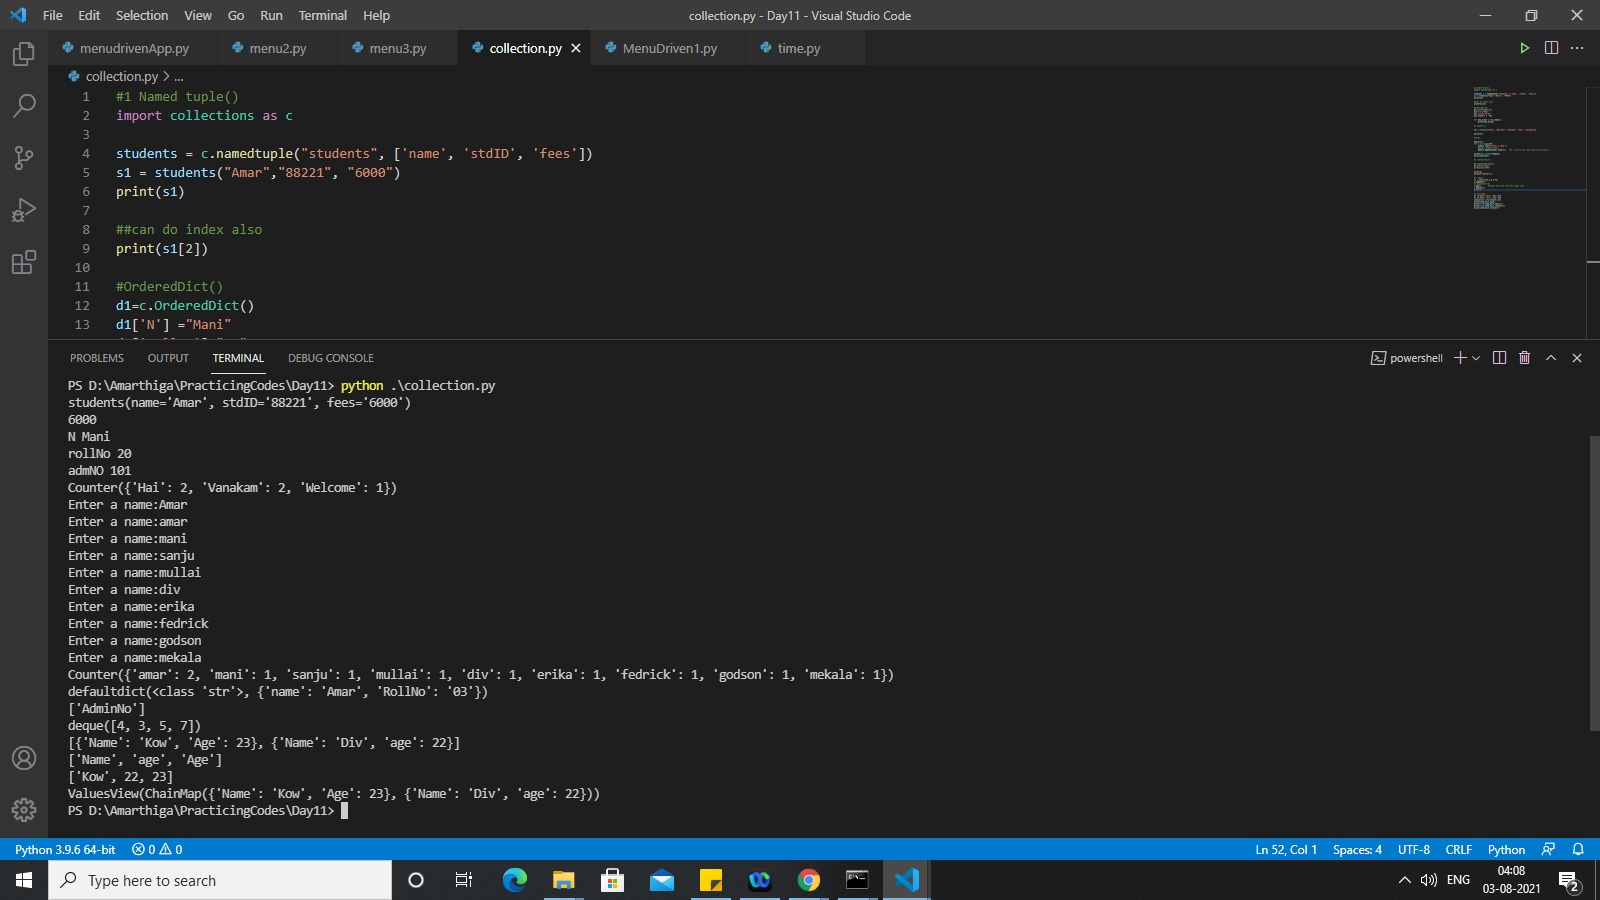 File Edit Selection View Go Run Terminal Help
collection.py - Day11 - Visual Studio Code
menudrivenApp.py menu2.py menu3.py collection.py MenuDriven1.py time.py
collection.py > ...
1 #1 Named tuple()
2 import collections as c
3
4 students = c.namedtuple("students", ['name', 'stdID', 'fees'])
5 s1 = students("Amar","88221", "6000")
6 print(s1)
7
8 ##can do index also
9 print(s1[2])
10
11 #OrderedDict()
12 d1=c.OrderedDict()
13 d1['N'] ="Mani"
PROBLEMS OUTPUT TERMINAL DEBUG CONSOLE
powershell
PS D:\Amarthiga\PracticingCodes\Day11> python .\collection.py
students(name='Amar', stdID='88221', fees='6000')
6000
N Mani
rollNo 20
admNO 101
Counter({'Hai': 2, 'Vanakam': 2, 'Welcome': 1})
Enter a name:Amar
Enter a name:amar
Enter a name:mani
Enter a name:sanju
Enter a name:mullai
Enter a name:div
Enter a name:erika
Enter a name:fedrick
Enter a name:godson
Enter a name:mekala
Counter({'amar': 2, 'mani': 1, 'sanju': 1, 'mullai': 1, 'div': 1, 'erika': 1, 'fedrick': 1, 'godson': 1, 'mekala': 1})
defaultdict(<class 'str'>, {'name': 'Amar', 'RollNo': '03'})
['AdminNo']
deque([4, 3, 5, 7])
[{'Name': 'Kow', 'Age': 23}, {'Name': 'Div', 'age': 22}]
['Name', 'age', 'Age']
['Kow', 22, 23]
ValuesView(ChainMap({'Name': 'Kow', 'Age': 23}, {'Name': 'Div', 'age': 22}))
PS D:\Amarthiga\PracticingCodes\Day11>
Python 3.9.6 64-bit 0 0 Ln 52, Col 1 Spaces: 4 UTF-8 CRLF Python
Type here to search
ENG
04:08
03-08-2021
2